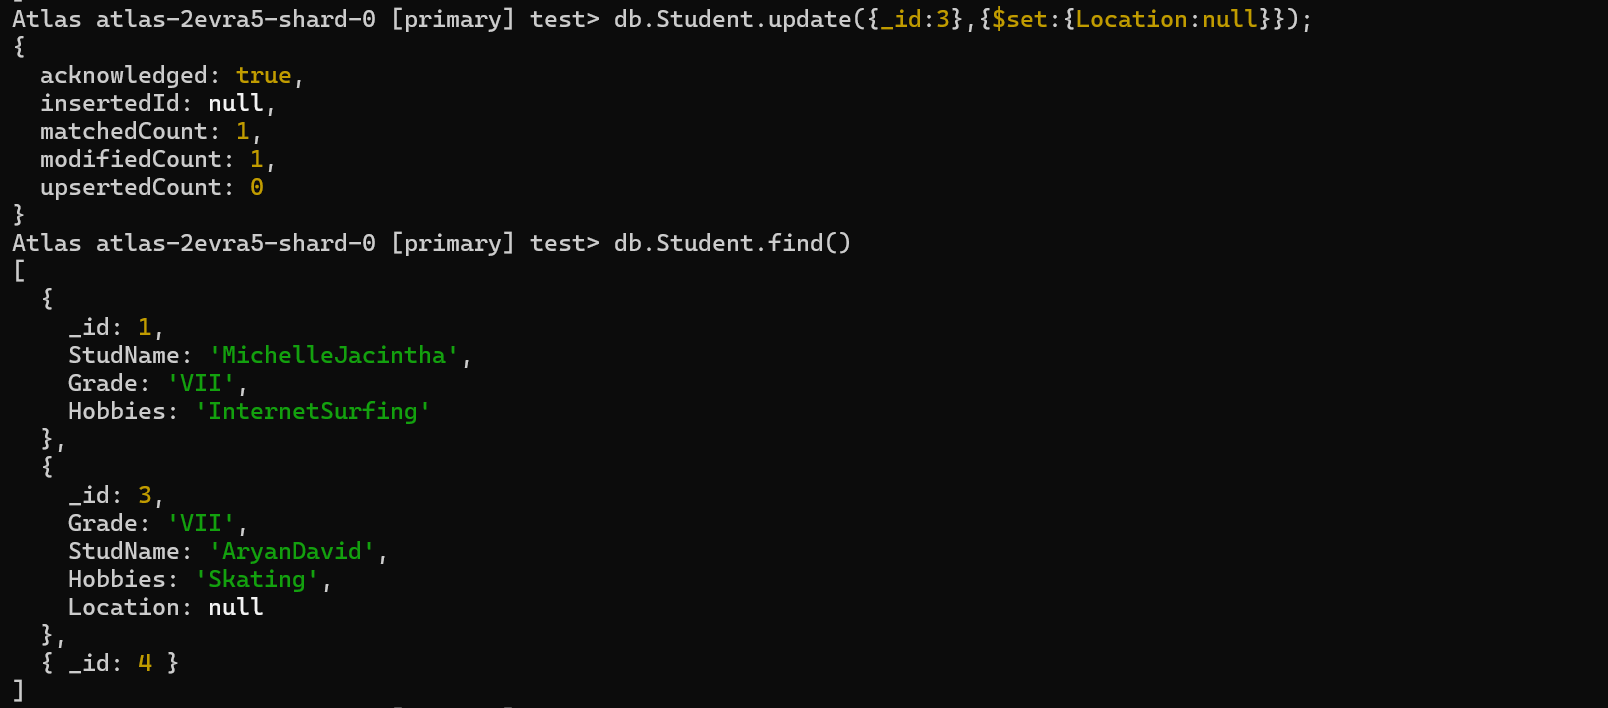 Atlas atlas-2evra5-shard-0 [primary] test> db.Student.update({_id:3},{$set:{Location:null}});
{
  acknowledged: true,
  insertedId: null,
  matchedCount: 1,
  modifiedCount: 1,
  upsertedCount: 0
}
Atlas atlas-2evra5-shard-0 [primary] test> db.Student.find()
[
  {
    _id: 1,
    StudName: 'MichelleJacintha',
    Grade: 'VII',
    Hobbies: 'InternetSurfing'
  },
  {
    _id: 3,
    Grade: 'VII',
    StudName: 'AryanDavid',
    Hobbies: 'Skating',
    Location: null
  },
  { _id: 4 }
]